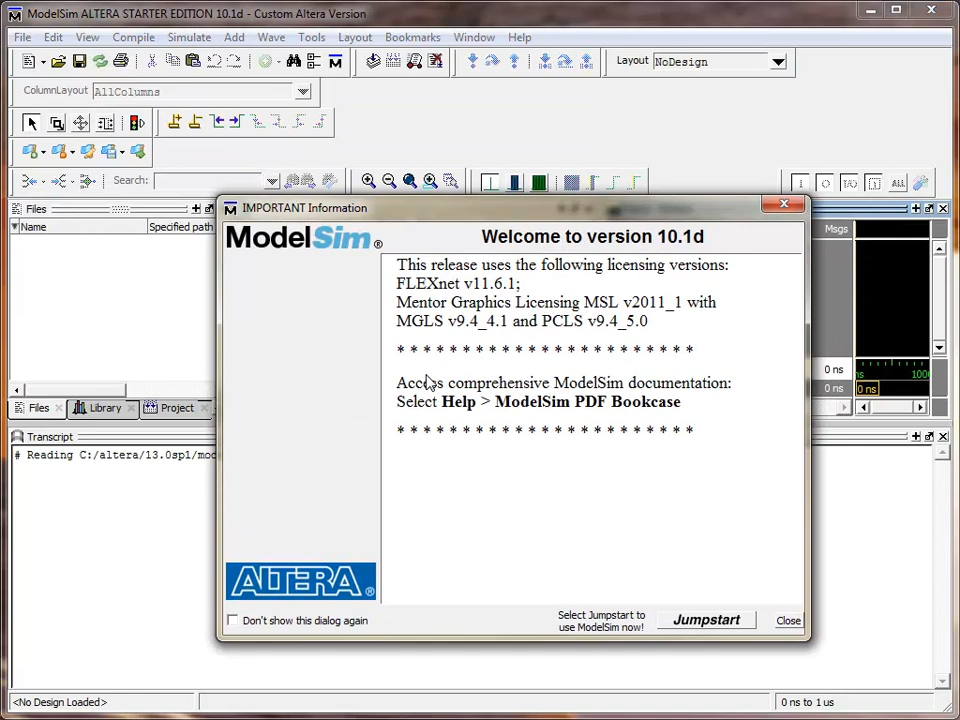 ModelSim ALTERA STARTER EDITION 10.1d - Custom Altera Version
File Edit View Compile Simulate Add Wave Tools Layout Bookmarks Window Help
Layout NoDesign
ColumnLayout AllColumns
Search:
Files
Name Specified path
Msgs
IMPORTANT Information
ModelSim®
Welcome to version 10.1d
This release uses the following licensing versions:
FLEXnet v11.6.1;
Mentor Graphics Licensing MSL v2011_1 with
MGLS v9.4_4.1 and PCLS v9.4_5.0
* * * * * * * * * * * * * * * * * * * * * * *
Access comprehensive ModelSim documentation:
Select Help > ModelSim PDF Bookcase
* * * * * * * * * * * * * * * * * * * * * * *
ALTERA®
Don't show this dialog again
Select Jumpstart to
use ModelSim now!
Jumpstart
Close
0 ns
0 ns
ns
0 ns
Files Library Project
Transcript
# Reading C:/altera/13.0sp1/mod
<No Design Loaded>
0 ns to 1 us